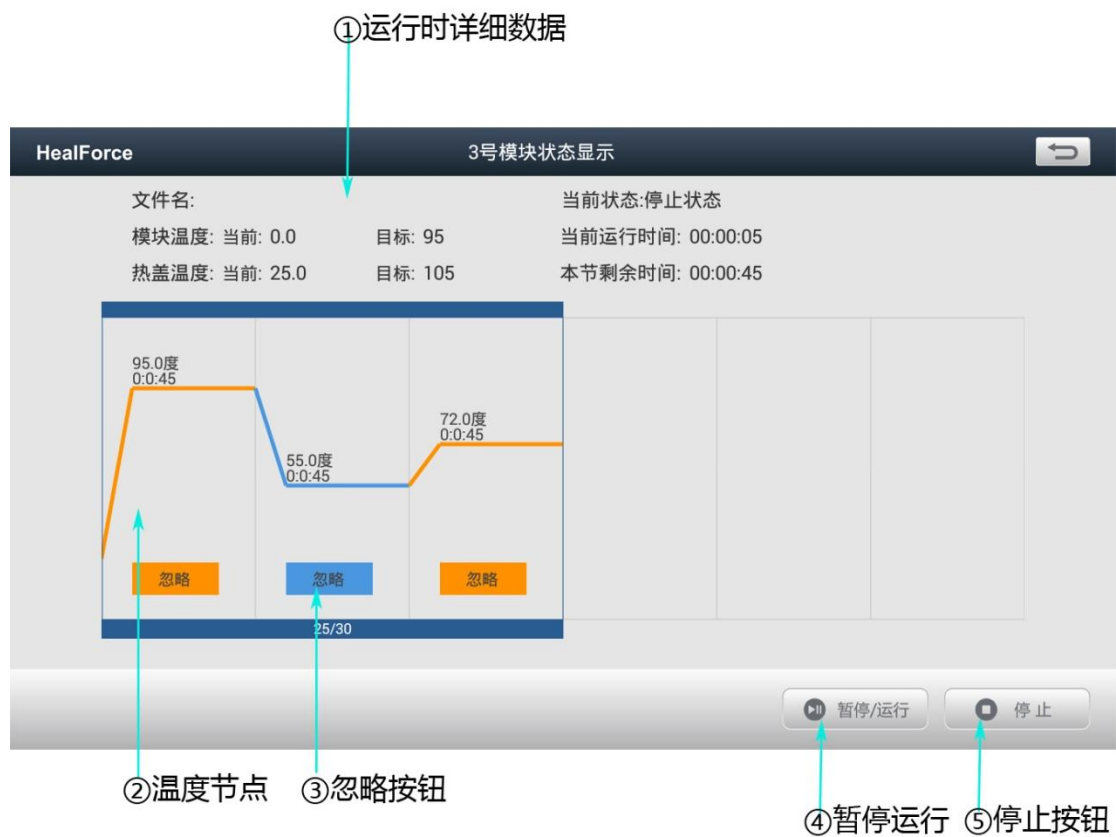 ①运行时详细数据
HealForce 3号模块状态显示
文件名: 当前状态:停止状态
模块温度: 当前: 0.0 目标: 95 当前运行时间: 00:00:05
热盖温度: 当前: 25.0 目标: 105 本节剩余时间: 00:00:45
95.0度
0:0:45
72.0度
0:0:45
55.0度
0:0:45
忽略 忽略 忽略
25/30
暂停/运行 停止
②温度节点 ③忽略按钮
④暂停运行 ⑤停止按钮